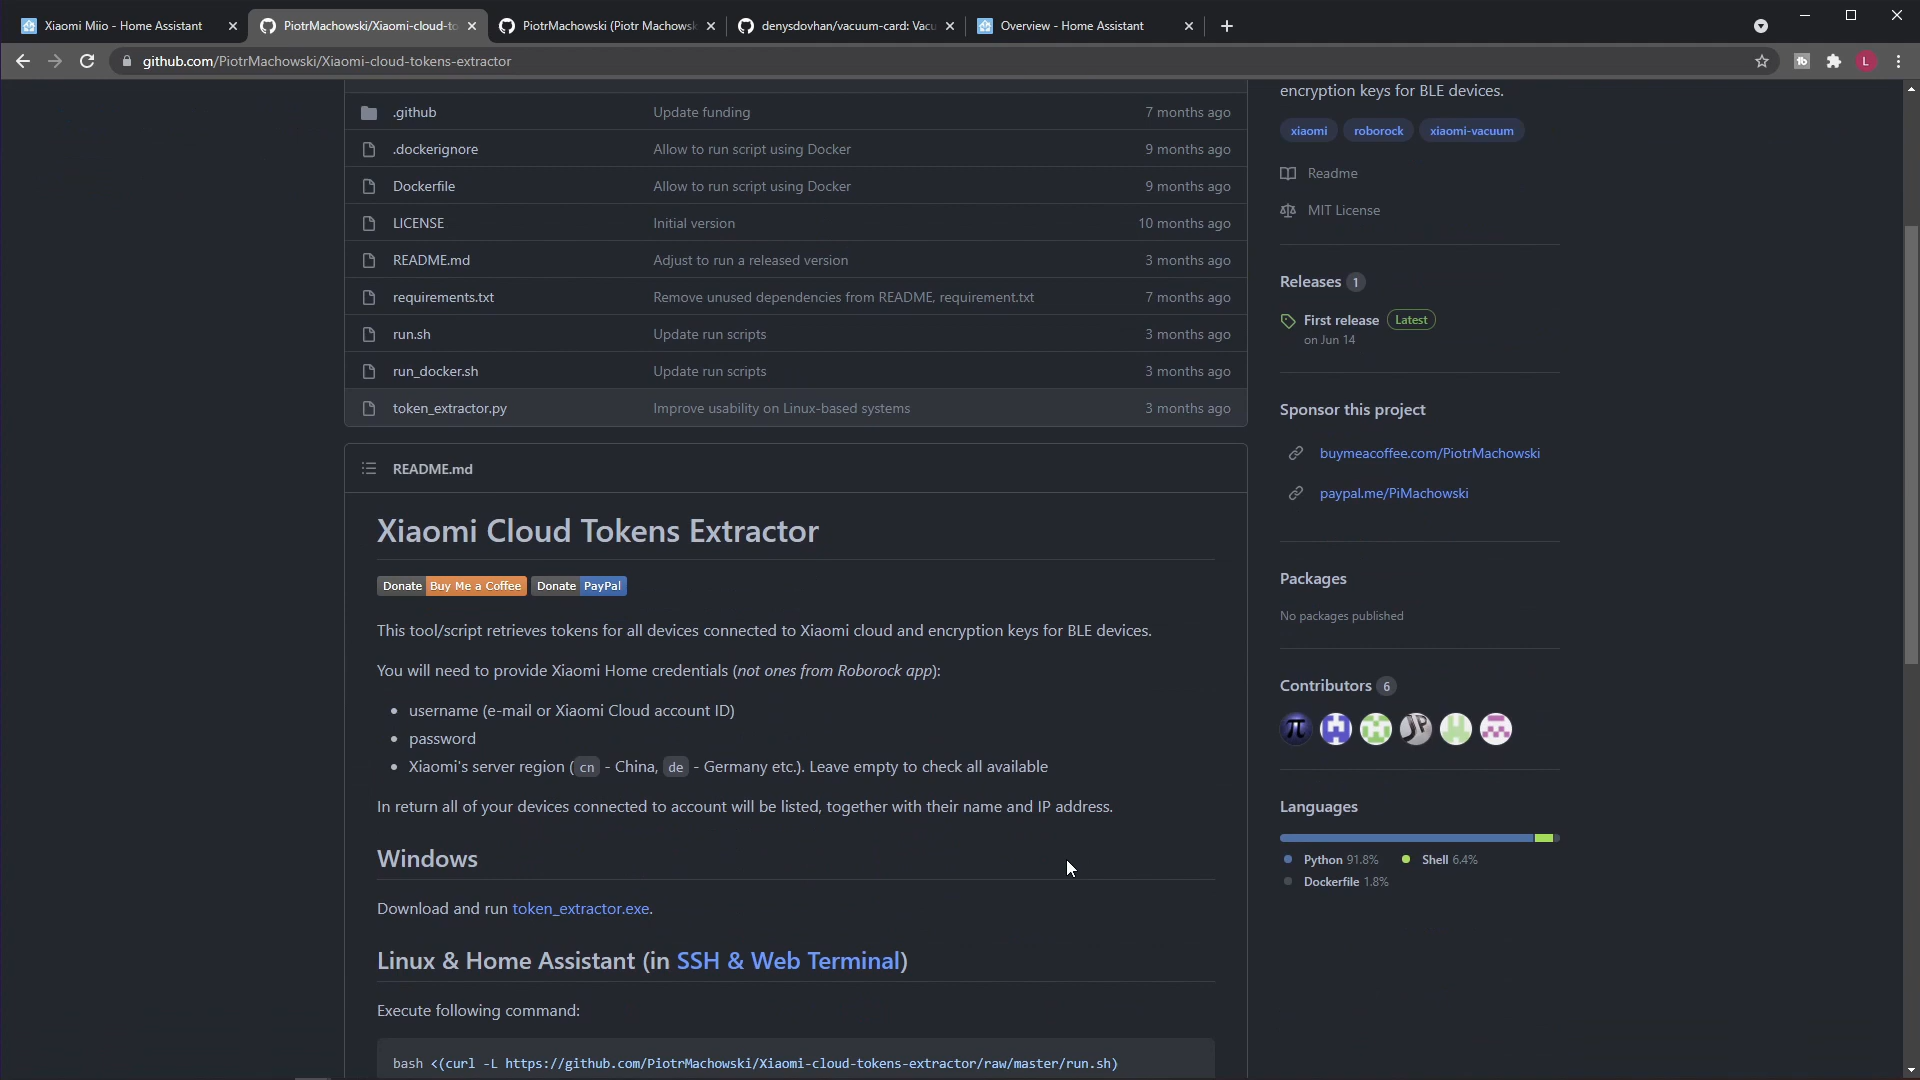 Xiaomi Miio - Home Assistant
PiotrMachowski/Xiaomi-cloud-to
PiotrMachowski (Piotr Machowsk
denysdovhan/vacuum-card: Vacu
Overview - Home Assistant
github.com/PiotrMachowski/Xiaomi-cloud-tokens-extractor
L
.github Update funding 7 months ago
.dockerignore Allow to run script using Docker 9 months ago
Dockerfile Allow to run script using Docker 9 months ago
LICENSE Initial version 10 months ago
README.md Adjust to run a released version 3 months ago
requirements.txt Remove unused dependencies from README, requirement.txt 7 months ago
run.sh Update run scripts 3 months ago
run_docker.sh Update run scripts 3 months ago
token_extractor.py Improve usability on Linux-based systems 3 months ago
README.md
Xiaomi Cloud Tokens Extractor
Donate Buy Me a Coffee Donate PayPal
This tool/script retrieves tokens for all devices connected to Xiaomi cloud and encryption keys for BLE devices.
You will need to provide Xiaomi Home credentials (not ones from Roborock app):
• username (e-mail or Xiaomi Cloud account ID)
• password
• Xiaomi's server region (cn - China, de - Germany etc.). Leave empty to check all available
In return all of your devices connected to account will be listed, together with their name and IP address.
Windows
Download and run token_extractor.exe.
Linux & Home Assistant (in SSH & Web Terminal)
Execute following command:
bash <(curl -L https://github.com/PiotrMachowski/Xiaomi-cloud-tokens-extractor/raw/master/run.sh)
encryption keys for BLE devices.
xiaomi roborock xiaomi-vacuum
Readme
MIT License
Releases 1
First release Latest
on Jun 14
Sponsor this project
buymeacoffee.com/PiotrMachowski
paypal.me/PiMachowski
Packages
No packages published
Contributors 6
Languages
Python 91.8% Shell 6.4%
Dockerfile 1.8%